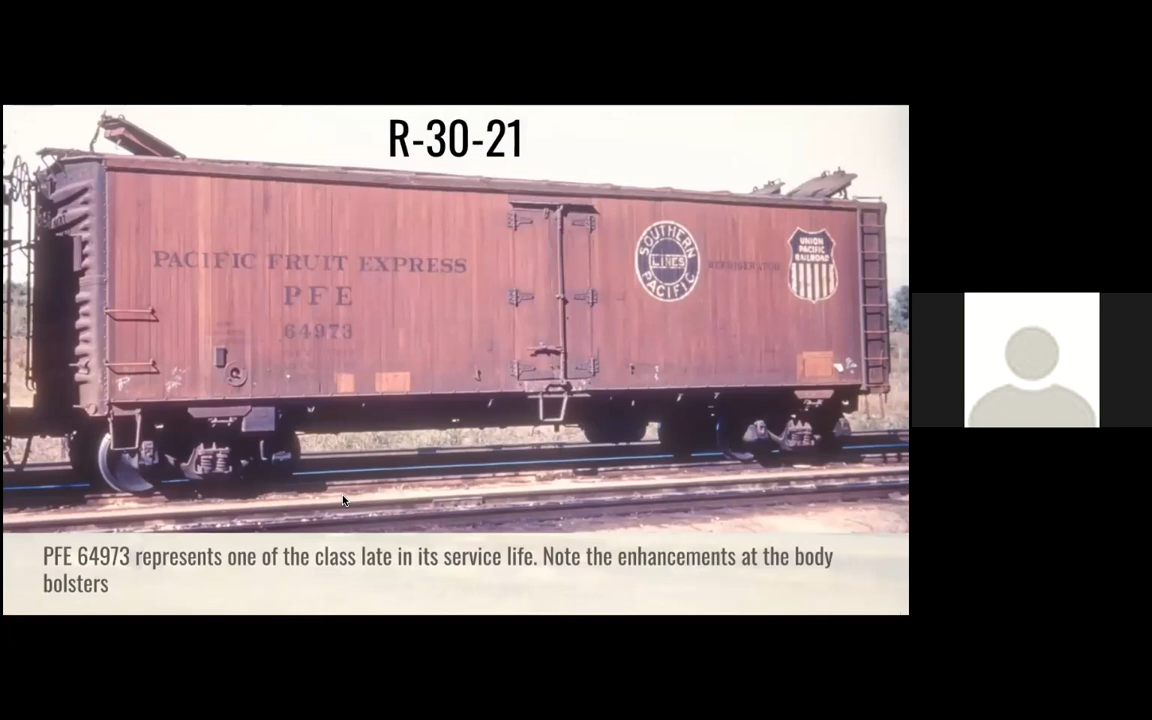 R-30-21
PACIFIC FRUIT EXPRESS
PFE
64973
SOUTHERN
LINES
PACIFIC
REFRIGERATOR
UNION
PACIFIC
RAILROAD
PFE 64973 represents one of the class late in its service life. Note the enhancements at the body
bolsters